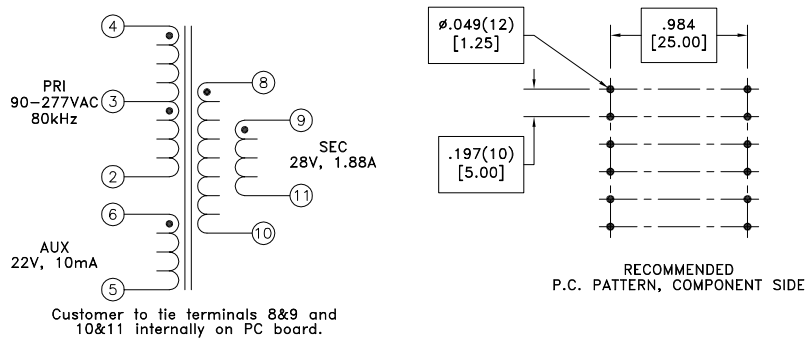 4
PRI
90-277VAC
80kHz
3
2
6
AUX
22V, 10mA
5
8
9
SEC
28V, 1.88A
11
10
Customer to tie terminals 8&9 and
10&11 internally on PC board.
ø.049(12)
[1.25]
.984
[25.00]
.197(10)
[5.00]
RECOMMENDED
P.C. PATTERN, COMPONENT SIDE